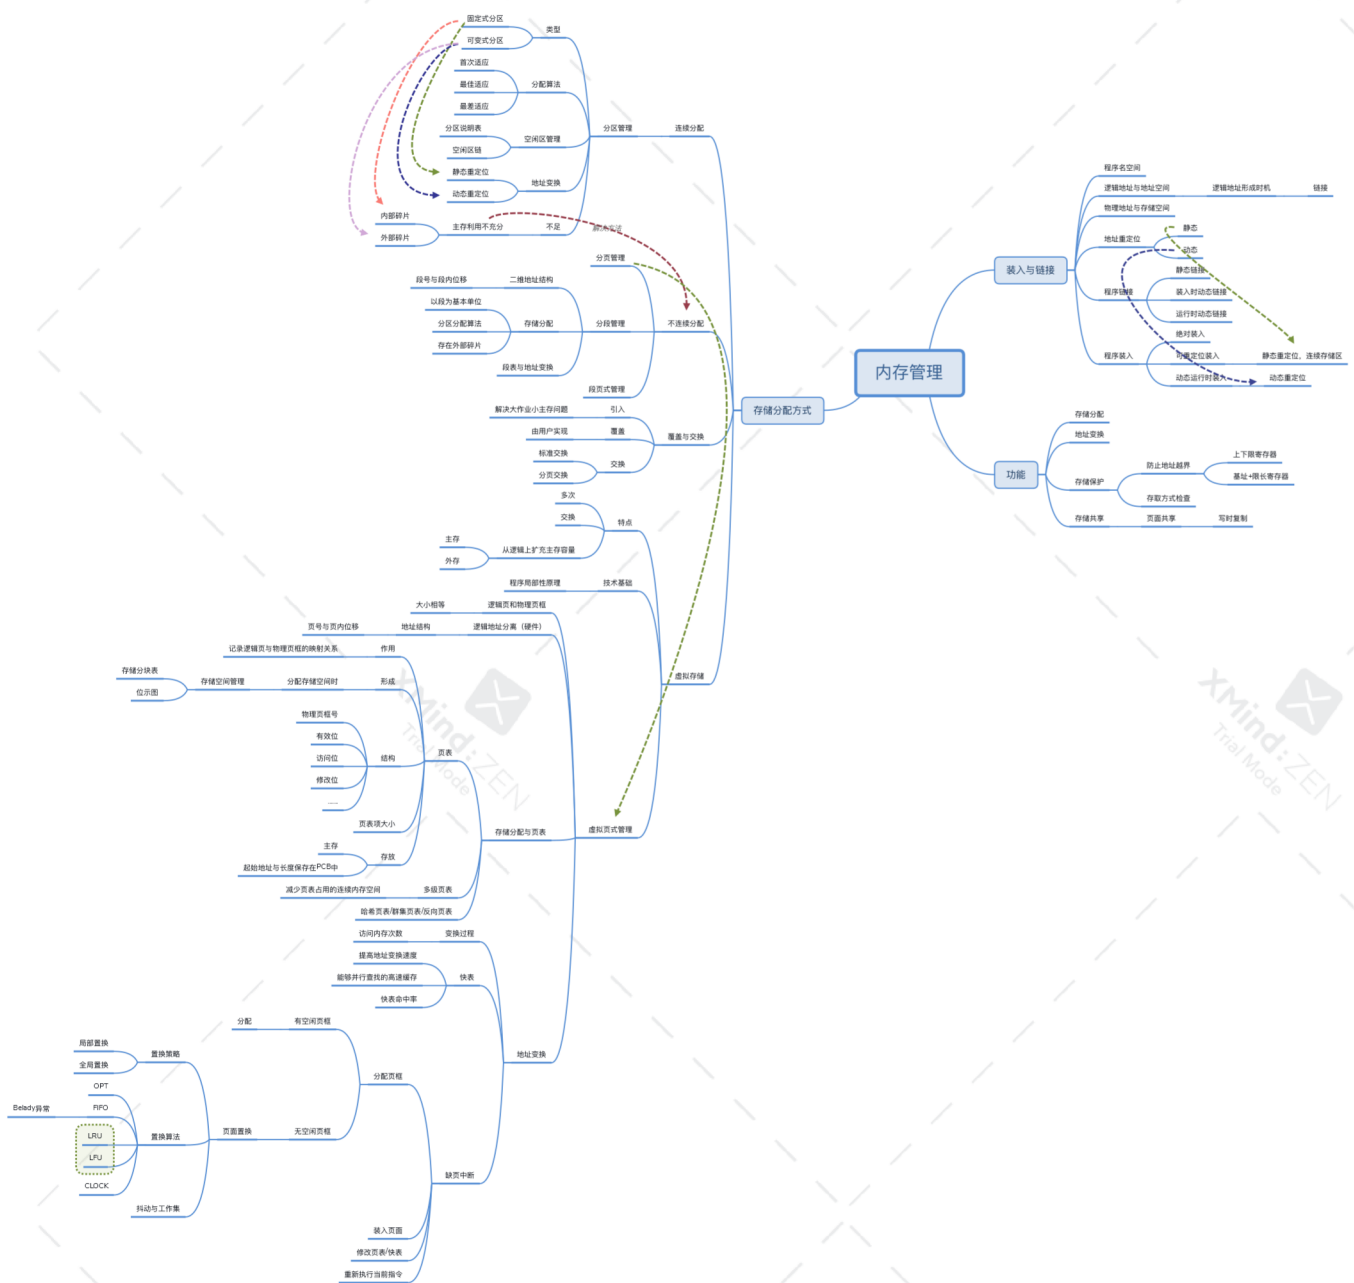 内存管理
装入与链接
程序名空间
逻辑地址与地址空间
逻辑地址形成时机
链接
物理地址与存储空间
地址重定位
静态
动态
程序链接
静态链接
装入时动态链接
运行时动态链接
程序装入
绝对装入
可重定位装入
静态重定位，连续存储区
动态运行时装入
动态重定位
功能
存储分配
地址变换
存储保护
防止地址越界
上下限寄存器
基址+限长寄存器
存取方式检查
存储共享
页面共享
写时复制
存储分配方式
连续分配
分区管理
类型
固定式分区
可变式分区
分配算法
首次适应
最佳适应
最差适应
空闲区管理
分区说明表
空闲区链
地址变换
静态重定位
动态重定位
不足
主存利用不充分
内部碎片
外部碎片
解决方法
不连续分配
分页管理
分段管理
二维地址结构
段号与段内位移
存储分配
以段为基本单位
分区分配算法
存在外部碎片
段表与地址变换
段页式管理
覆盖与交换
引入
解决大作业小主存问题
覆盖
由用户实现
交换
标准交换
分页交换
虚拟存储
特点
多次
交换
从逻辑上扩充主存容量
主存
外存
技术基础
程序局部性原理
虚拟页式管理
逻辑页和物理页框
大小相等
逻辑地址分离（硬件）
地址结构
页号与页内位移
存储分配与页表
页表
作用
记录逻辑页与物理页框的映射关系
形成
分配存储空间时
存储空间管理
存储分块表
位示图
结构
物理页框号
有效位
访问位
修改位
......
页表项大小
存放
主存
起始地址与长度保存在PCB中
多级页表
减少页表占用的连续内存空间
哈希页表/群集页表/反向页表
地址变换
变换过程
访问内存次数
快表
提高地址变换速度
能够并行查找的高速缓存
快表命中率
缺页中断
分配页框
有空闲页框
分配
无空闲页框
页面置换
置换策略
局部置换
全局置换
置换算法
OPT
FIFO
Belady异常
LRU
LFU
CLOCK
抖动与工作集
装入页面
修改页表/快表
重新执行当前指令
XMind:ZEN
Trial Mode
XMind:ZEN
Trial Mode